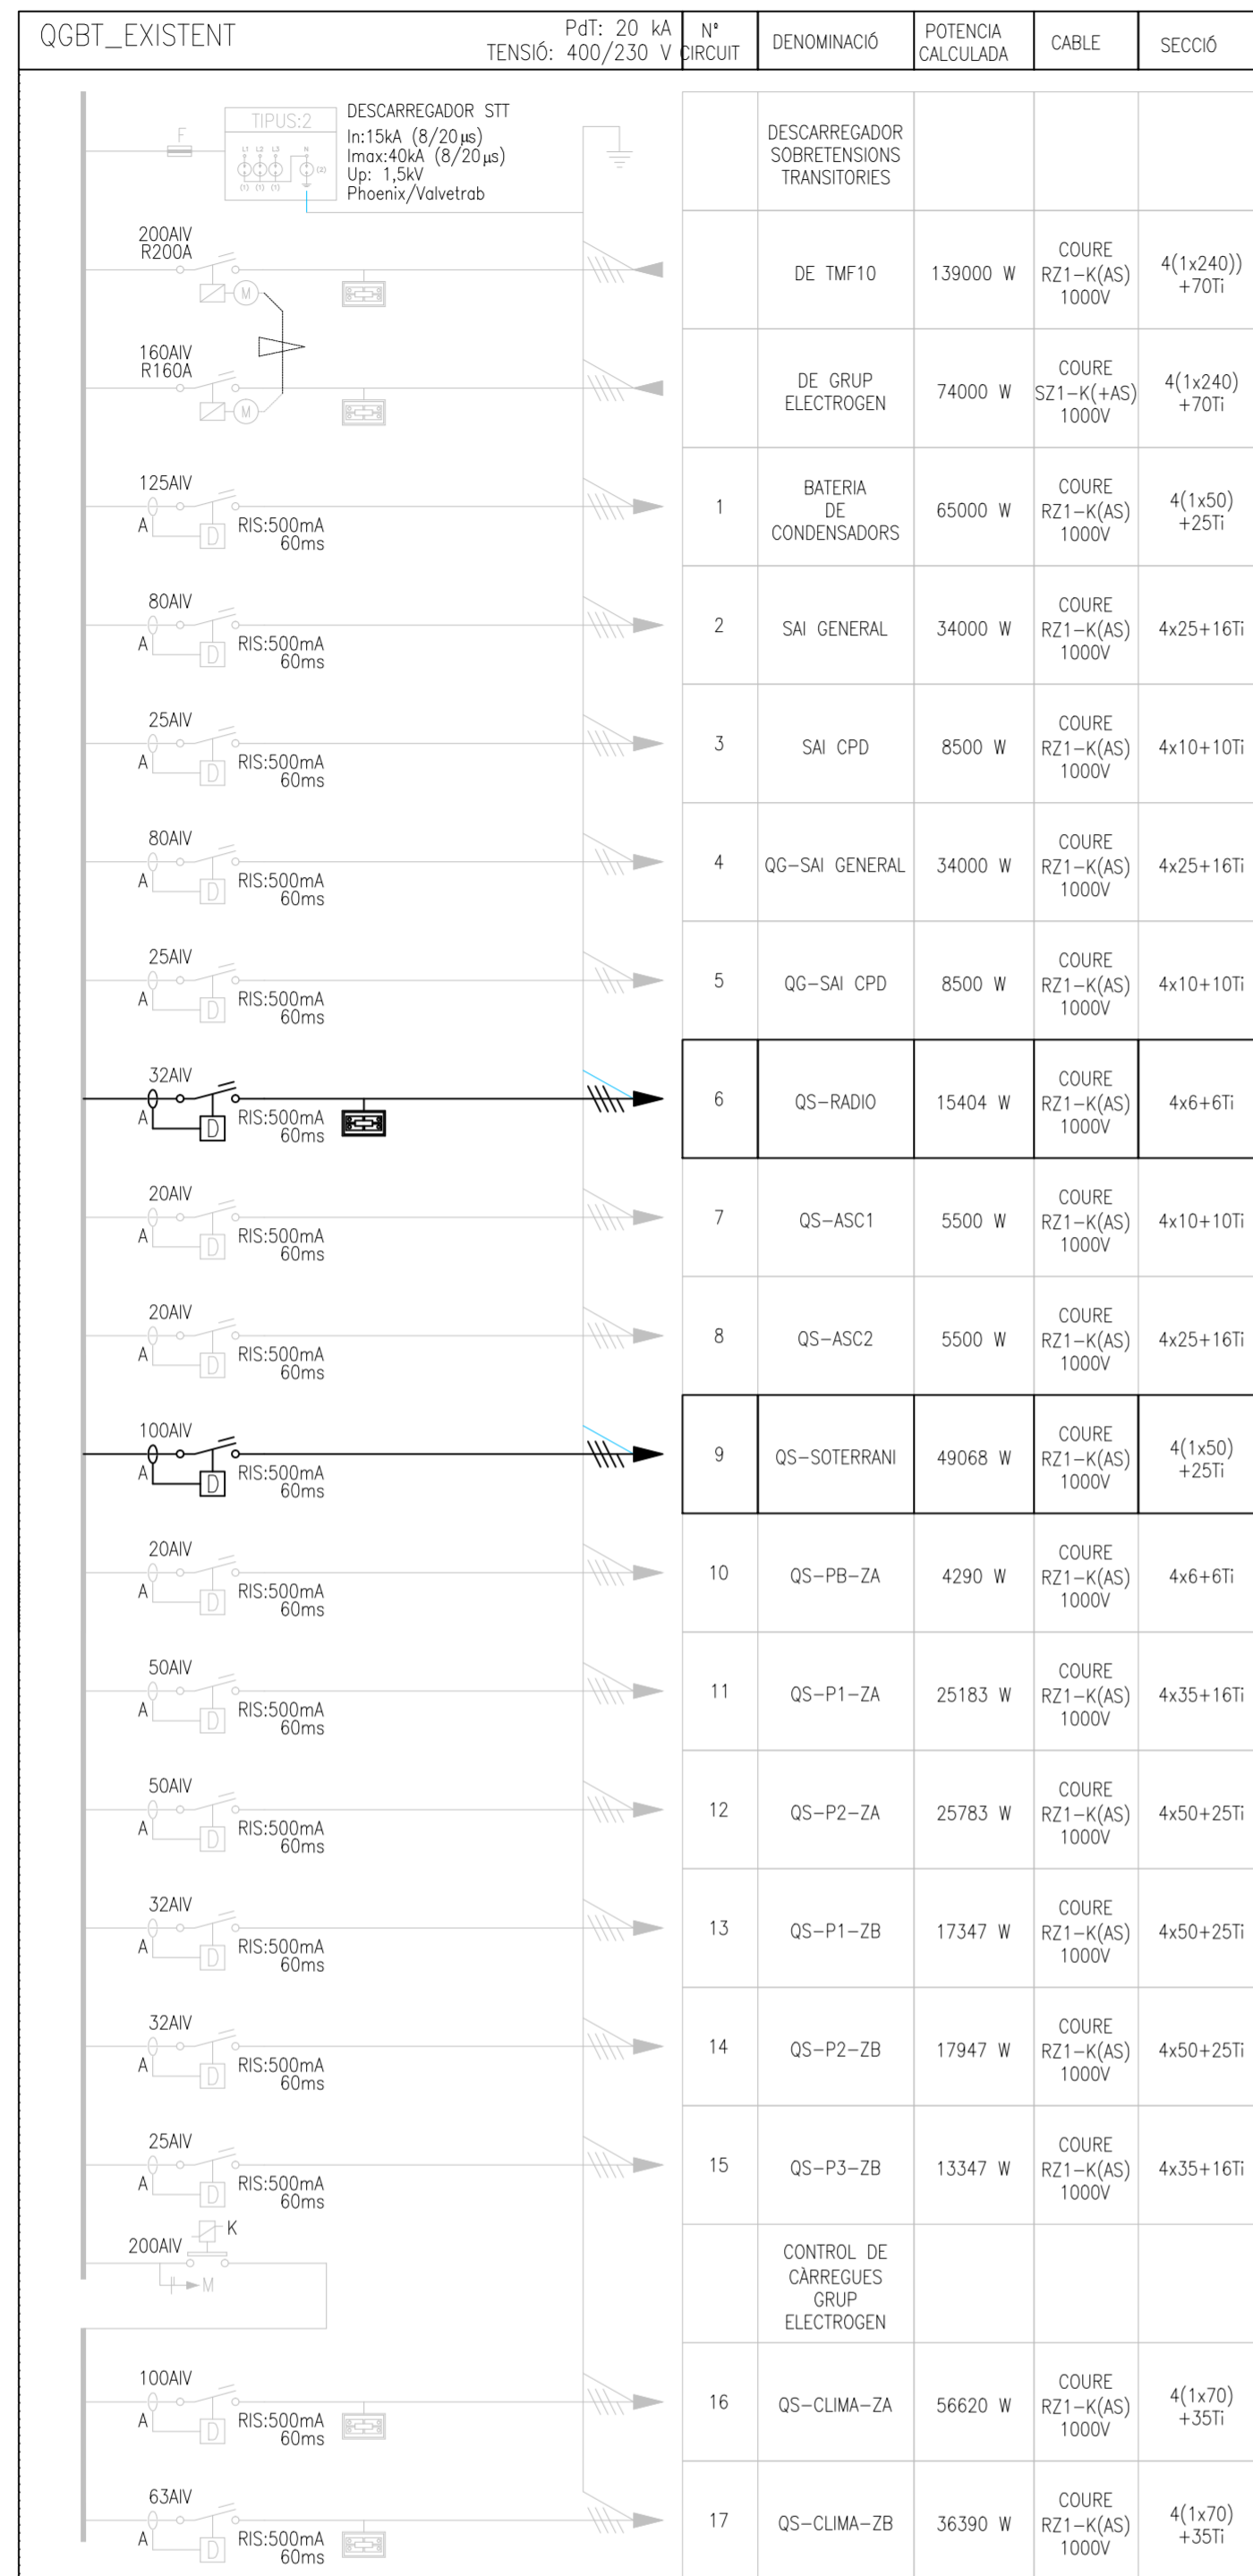 QGBT_EXISTENT
PdT: 20 kA
TENSIÓ: 400/230 V
Nº
CIRCUIT
DENOMINACIÓ
POTENCIA
CALCULADA
CABLE
SECCIÓ
F
TIPUS:2
L1 L2 L3 N
(2)
(1) (1) (1)
DESCARREGADOR STT
In:15kA (8/20μs)
Imax:40kA (8/20μs)
Up: 1,5kV
Phoenix/Valvetrab
DESCARREGADOR
SOBRETENSIONS
TRANSITORIES
200AIV
R200A
M
DE TMF10
139000 W
COURE
RZ1-K(AS)
1000V
4(1x240))
+70Ti
160AIV
R160A
M
DE GRUP
ELECTROGEN
74000 W
COURE
SZ1-K(+AS)
1000V
4(1x240)
+70Ti
125AIV
A
D
RIS:500mA
60ms
1
BATERIA
DE
CONDENSADORS
65000 W
COURE
RZ1-K(AS)
1000V
4(1x50)
+25Ti
80AIV
A
D
RIS:500mA
60ms
2
SAI GENERAL
34000 W
COURE
RZ1-K(AS)
1000V
4x25+16Ti
25AIV
A
D
RIS:500mA
60ms
3
SAI CPD
8500 W
COURE
RZ1-K(AS)
1000V
4x10+10Ti
80AIV
A
D
RIS:500mA
60ms
4
QG-SAI GENERAL
34000 W
COURE
RZ1-K(AS)
1000V
4x25+16Ti
25AIV
A
D
RIS:500mA
60ms
5
QG-SAI CPD
8500 W
COURE
RZ1-K(AS)
1000V
4x10+10Ti
32AIV
A
D
RIS:500mA
60ms
6
QS-RADIO
15404 W
COURE
RZ1-K(AS)
1000V
4x6+6Ti
20AIV
A
D
RIS:500mA
60ms
7
QS-ASC1
5500 W
COURE
RZ1-K(AS)
1000V
4x10+10Ti
20AIV
A
D
RIS:500mA
60ms
8
QS-ASC2
5500 W
COURE
RZ1-K(AS)
1000V
4x25+16Ti
100AIV
A
D
RIS:500mA
60ms
9
QS-SOTERRANI
49068 W
COURE
RZ1-K(AS)
1000V
4(1x50)
+25Ti
20AIV
A
D
RIS:500mA
60ms
10
QS-PB-ZA
4290 W
COURE
RZ1-K(AS)
1000V
4x6+6Ti
50AIV
A
D
RIS:500mA
60ms
11
QS-P1-ZA
25183 W
COURE
RZ1-K(AS)
1000V
4x35+16Ti
50AIV
A
D
RIS:500mA
60ms
12
QS-P2-ZA
25783 W
COURE
RZ1-K(AS)
1000V
4x50+25Ti
32AIV
A
D
RIS:500mA
60ms
13
QS-P1-ZB
17347 W
COURE
RZ1-K(AS)
1000V
4x50+25Ti
32AIV
A
D
RIS:500mA
60ms
14
QS-P2-ZB
17947 W
COURE
RZ1-K(AS)
1000V
4x50+25Ti
25AIV
A
D
RIS:500mA
60ms
15
QS-P3-ZB
13347 W
COURE
RZ1-K(AS)
1000V
4x35+16Ti
K
200AIV
M
CONTROL DE
CÀRREGUES
GRUP
ELECTROGEN
100AIV
A
D
RIS:500mA
60ms
16
QS-CLIMA-ZA
56620 W
COURE
RZ1-K(AS)
1000V
4(1x70)
+35Ti
63AIV
A
D
RIS:500mA
60ms
17
QS-CLIMA-ZB
36390 W
COURE
RZ1-K(AS)
1000V
4(1x70)
+35Ti